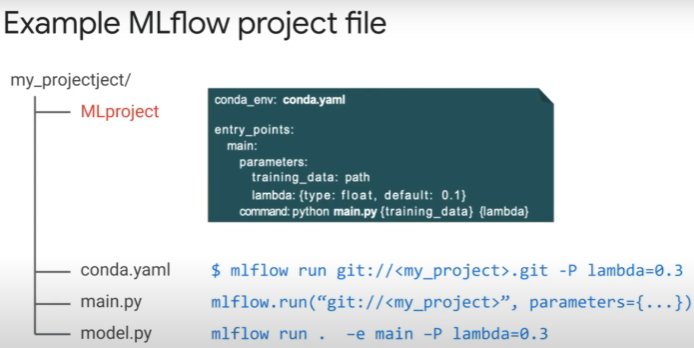 Example MLflow project file
my_projectject/
MLproject
conda_env: conda.yaml
entry_points:
main:
parameters:
training_data: path
lambda: {type: float, default: 0.1}
command: python main.py {training_data} {lambda}
conda.yaml
$ mlflow run git://<my_project>.git -P lambda=0.3
main.py
mlflow.run(“git://<my_project>”, parameters={...})
model.py
mlflow run . –e main –P lambda=0.3